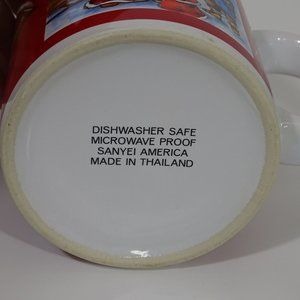 DISHWASHER SAFE
MICROWAVE PROOF
SANYEI AMERICA
MADE IN THAILAND